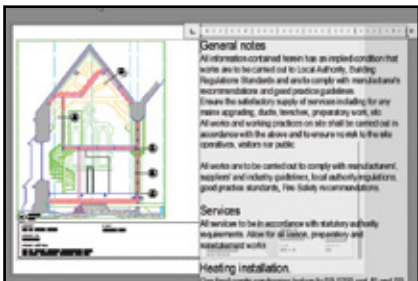 General notes
All information contained herein has an implied condition that
works are to be carried out to Local Authority, Building
Regulations Standards and are to comply with manufacturer's
recommendations and good practice guidelines.
Ensure the satisfactory supply of services including for any
mains upgrading, ducts, trenches, preparatory work, etc
All works and working practices on site shall be carried out in
accordance with the above and to ensure no risk to the site
operatives, visitors nor public.
All works are to be carried out to comply with manufacturers',
suppliers' and industry guidelines, local authority regulations,
good practice standards, Fire Safety recommendations.
Services
All services to be in accordance with statutory authority
requirements. Allow for all liaison, preparatory and
reinstatement works
Heating installation.